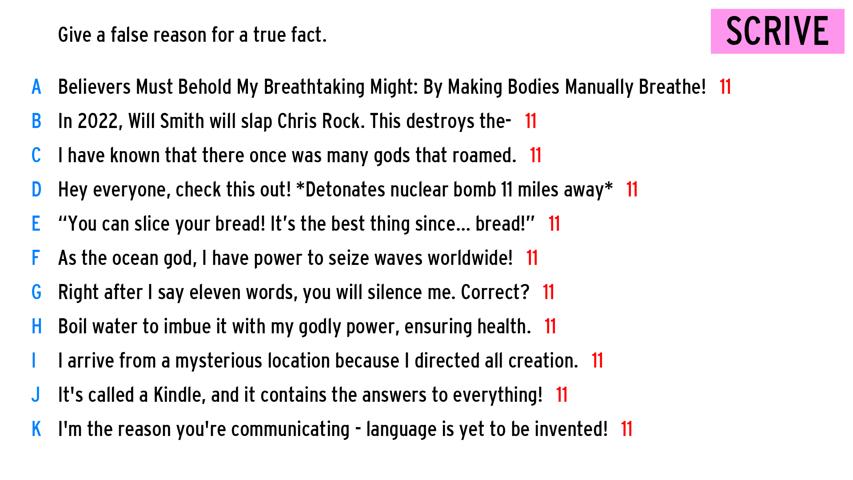 Give a false reason for a true fact.
SCRIVE
A Believers Must Behold My Breathtaking Might: By Making Bodies Manually Breathe! 11
B In 2022, Will Smith will slap Chris Rock. This destroys the- 11
C I have known that there once was many gods that roamed. 11
D Hey everyone, check this out! *Detonates nuclear bomb 11 miles away* 11
E “You can slice your bread! It’s the best thing since... bread!” 11
F As the ocean god, I have power to seize waves worldwide! 11
G Right after I say eleven words, you will silence me. Correct? 11
H Boil water to imbue it with my godly power, ensuring health. 11
I I arrive from a mysterious location because I directed all creation. 11
J It's called a Kindle, and it contains the answers to everything! 11
K I'm the reason you're communicating - language is yet to be invented! 11